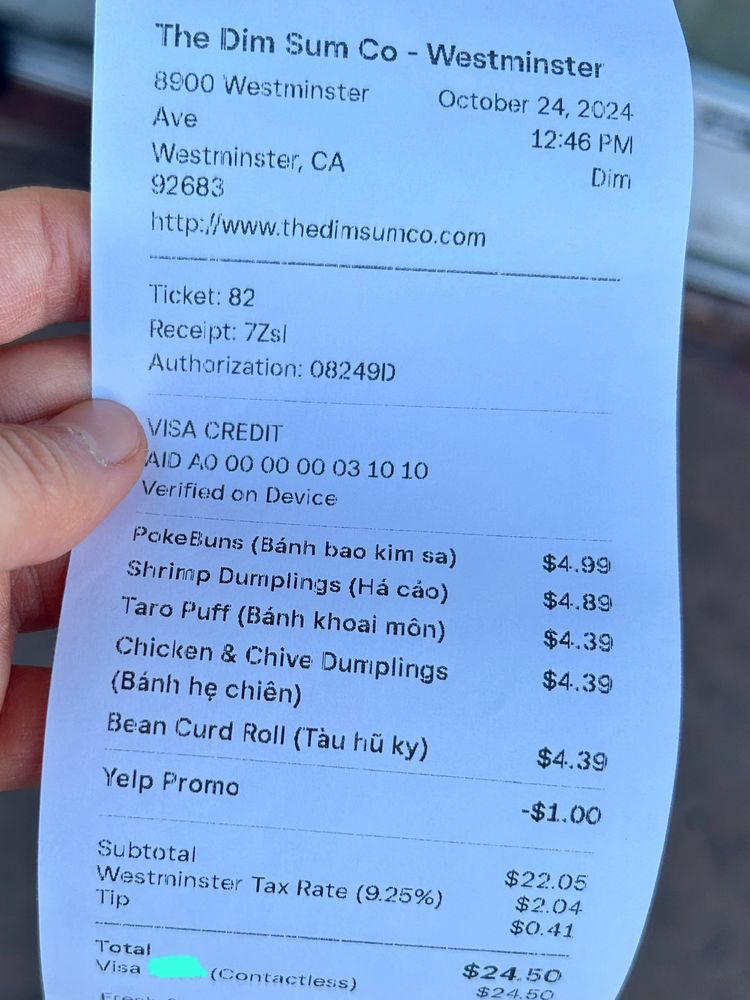 The Dim Sum Co - Westminster
8900 Westminster
Ave
Westminster, CA
92683
October 24, 2024
12:46 PM
Dim
http://www.thedimsumco.com
Ticket: 82
Receipt: 7Zsl
Authorization: 08249D
VISA CREDIT
AID A0 00 00 00 03 10 10
Verified on Device
PokeBuns (Bánh bao kim sa) $4.99
Shrimp Dumplings (Há cảo) $4.89
Taro Puff (Bánh khoai môn) $4.39
Chicken & Chive Dumplings $4.39
(Bánh hẹ chiên)
Bean Curd Roll (Tàu hũ ky) $4.39
Yelp Promo -$1.00
Subtotal $22.05
Westminster Tax Rate (9.25%) $2.04
Tip $0.41
Total $24.50
Visa (Contactless) $24.50